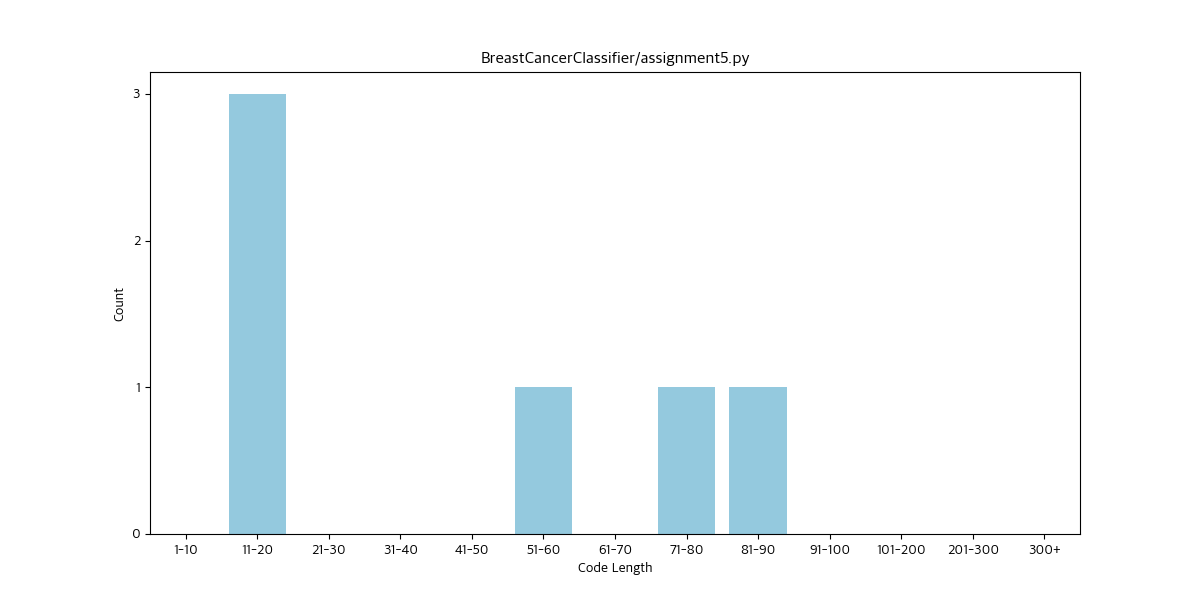 BreastCancerClassifier/assignment5.py
3
2
1
0
Count
1-10 11-20 21-30 31-40 41-50 51-60 61-70 71-80 81-90 91-100 101-200 201-300 300+
Code Length